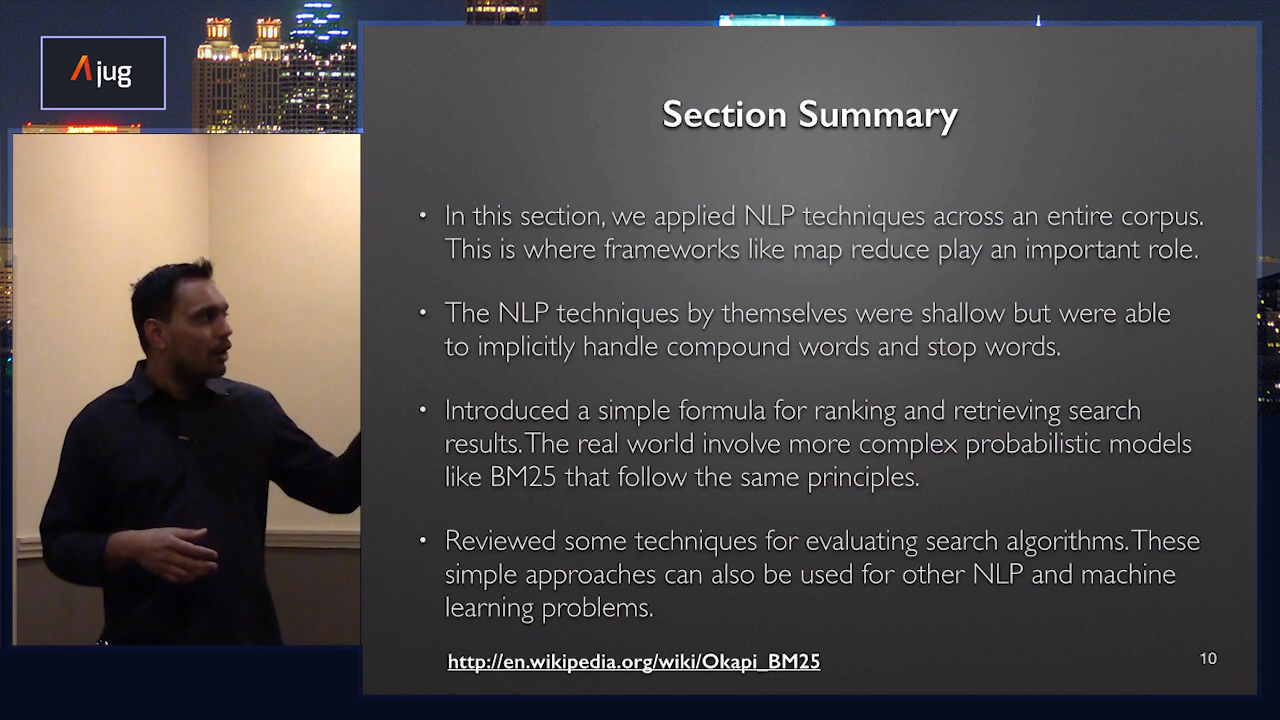 jug
Section Summary
• In this section, we applied NLP techniques across an entire corpus.
This is where frameworks like map reduce play an important role.
• The NLP techniques by themselves were shallow but were able
to implicitly handle compound words and stop words.
• Introduced a simple formula for ranking and retrieving search
results. The real world involve more complex probabilistic models
like BM25 that follow the same principles.
• Reviewed some techniques for evaluating search algorithms. These
simple approaches can also be used for other NLP and machine
learning problems.
http://en.wikipedia.org/wiki/Okapi_BM25
10